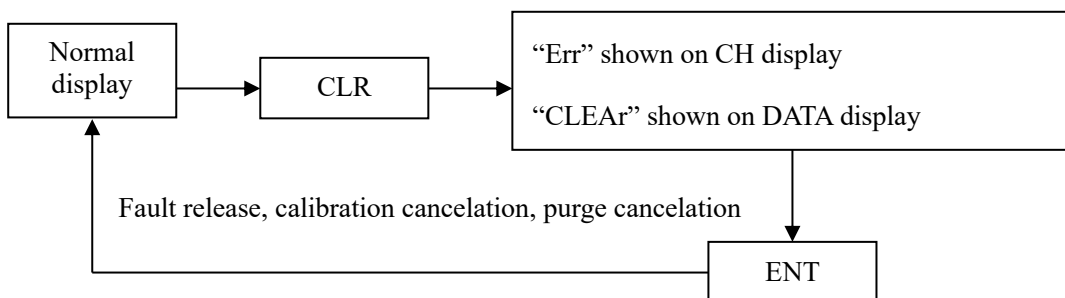 Normal
display
CLR
“Err” shown on CH display
“CLEAr” shown on DATA display
Fault release, calibration cancelation, purge cancelation
ENT